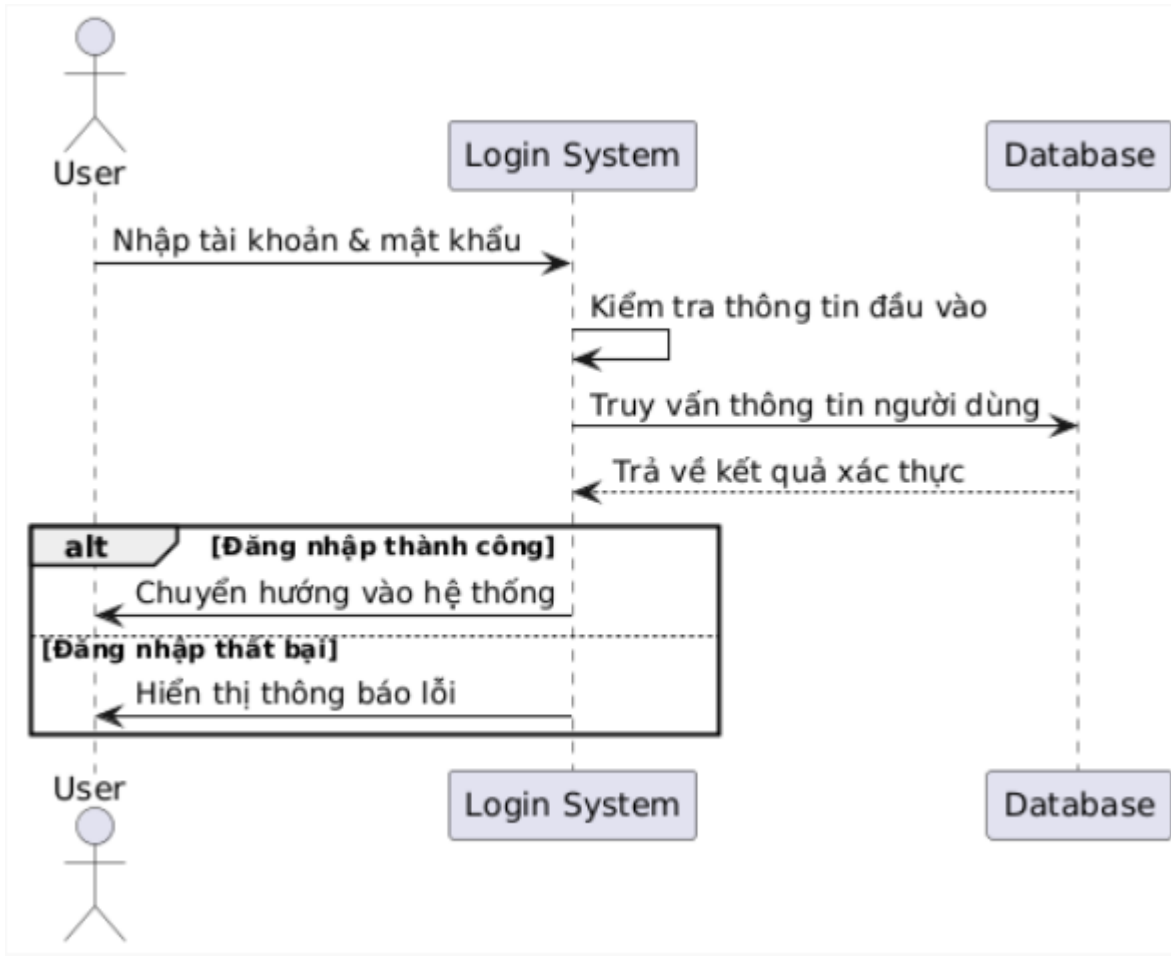 User
Login System
Database
Nhập tài khoản & mật khẩu
Kiểm tra thông tin đầu vào
Truy vấn thông tin người dùng
Trả về kết quả xác thực
alt [Đăng nhập thành công]
Chuyển hướng vào hệ thống
[Đăng nhập thất bại]
Hiển thị thông báo lỗi
User
Login System
Database